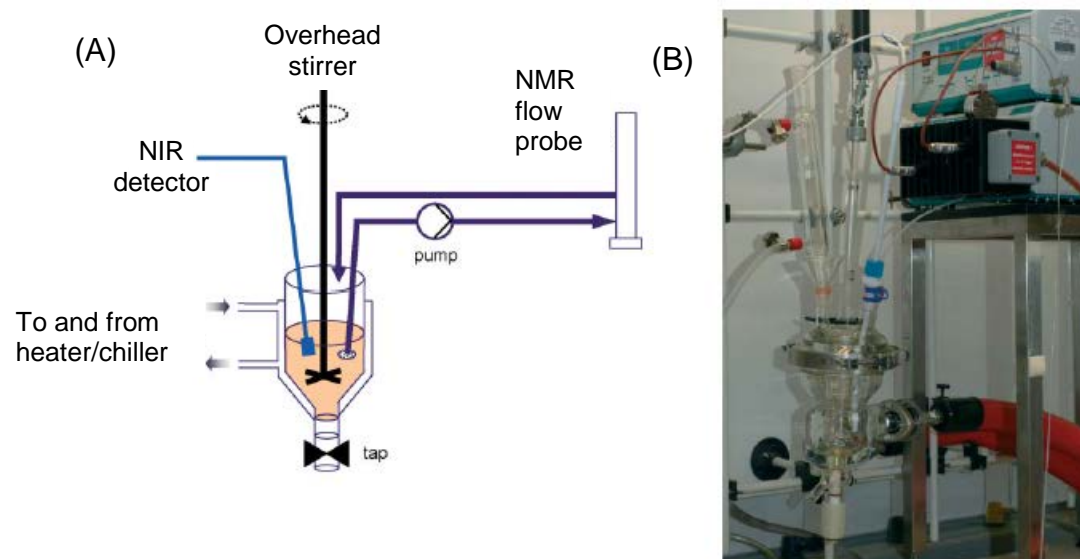 (A)
Overhead
stirrer
NMR
flow
probe
(B)
NIR
detector
pump
To and from
heater/chiller
tap